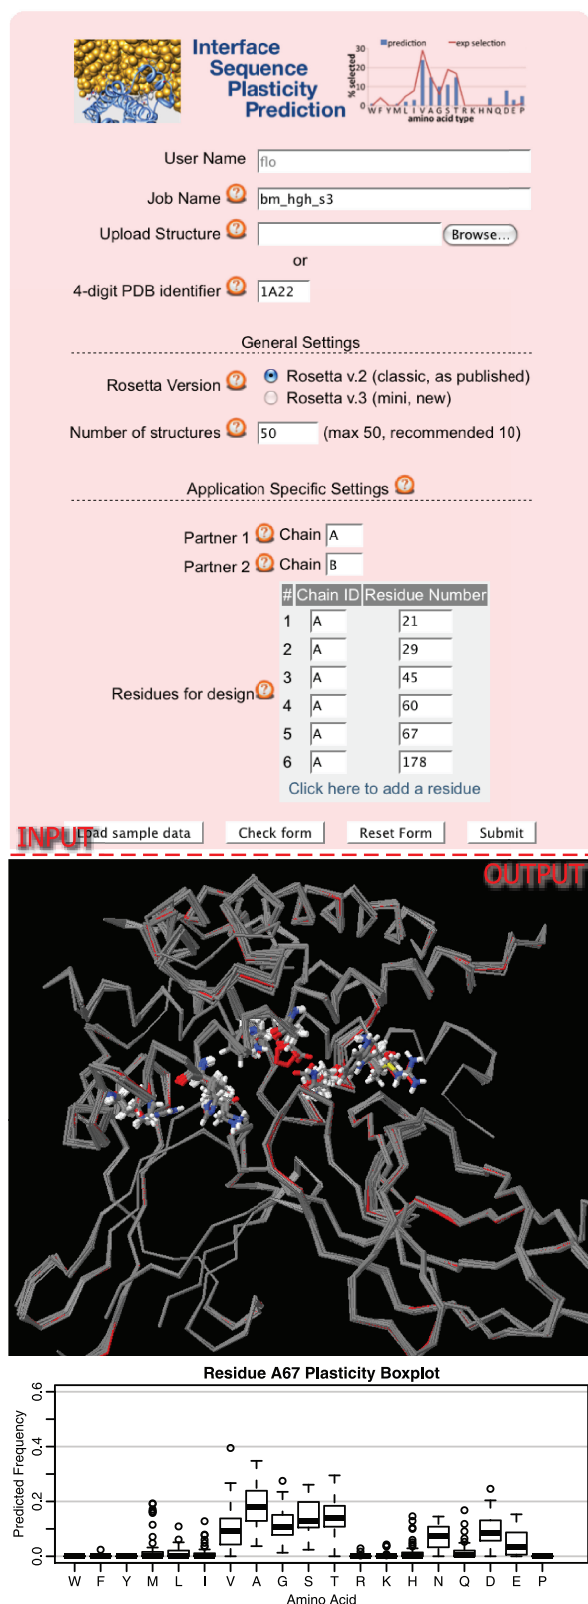 Interface
Sequence
Plasticity
Prediction
prediction exp selection
30
20
10
0
% selected
W F Y M L I V A G S T R K H N Q D E P
amino acid type
User Name flo
Job Name ? bm_hgh_s3
Upload Structure ? Browse...
or
4-digit PDB identifier ? 1A22
General Settings
Rosetta Version ? Rosetta v.2 (classic, as published)
Rosetta v.3 (mini, new)
Number of structures ? 50 (max 50, recommended 10)
Application Specific Settings ?
Partner 1 ? Chain A
Partner 2 ? Chain B
# Chain ID Residue Number
1 A 21
2 A 29
3 A 45
Residues for design ?
4 A 60
5 A 67
6 A 178
Click here to add a residue
INPUT Load sample data Check form Reset Form Submit
OUTPUT
Residue A67 Plasticity Boxplot
0.6
0.4
0.2
0.0
Predicted Frequency
W F Y M L I V A G S T R K H N Q D E P
Amino Acid